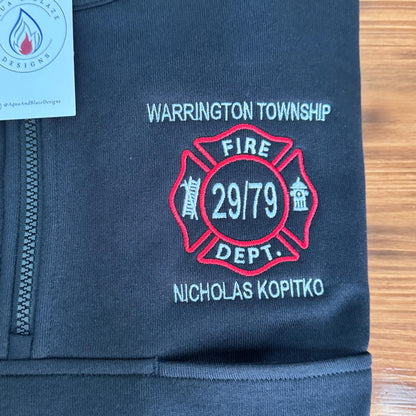 DESIGNS
@AquaAndBlazeDesigns
WARRINGTON TOWNSHIP
FIRE
29/79
DEPT.
NICHOLAS KOPITKO